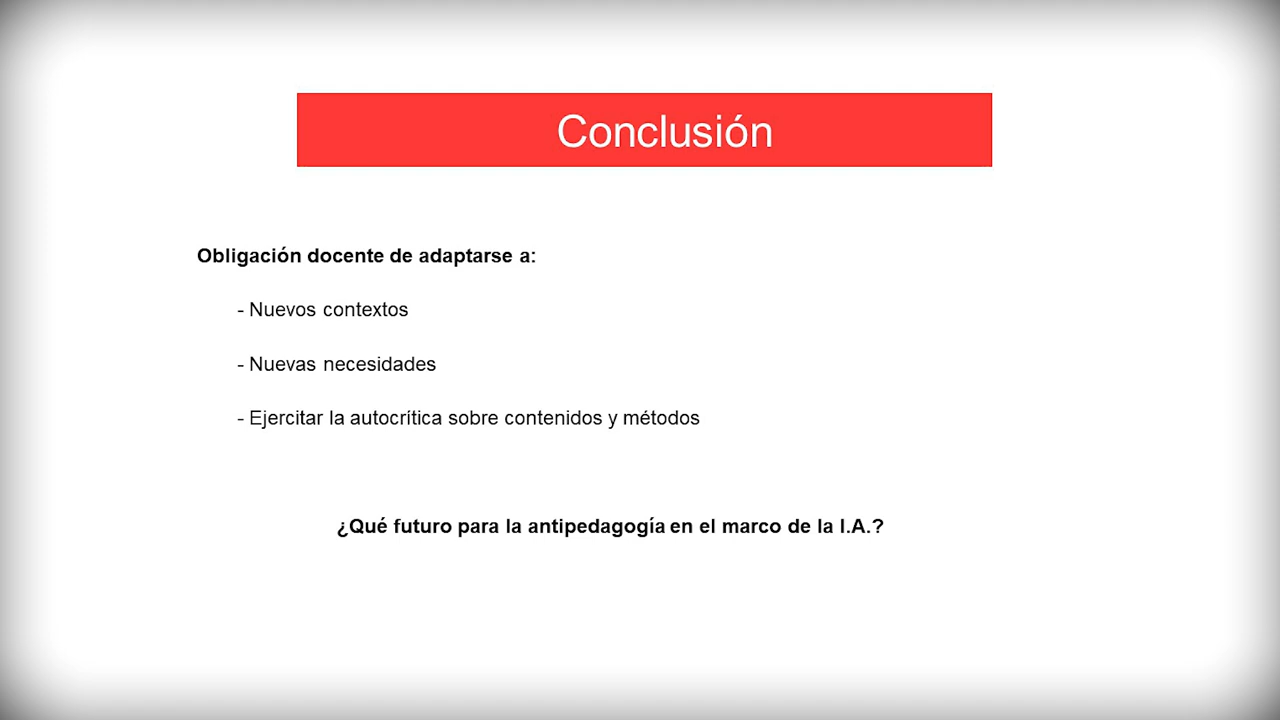 Conclusión
Obligación docente de adaptarse a:
- Nuevos contextos
- Nuevas necesidades
- Ejercitar la autocrítica sobre contenidos y métodos
¿Qué futuro para la antipedagogía en el marco de la I.A.?